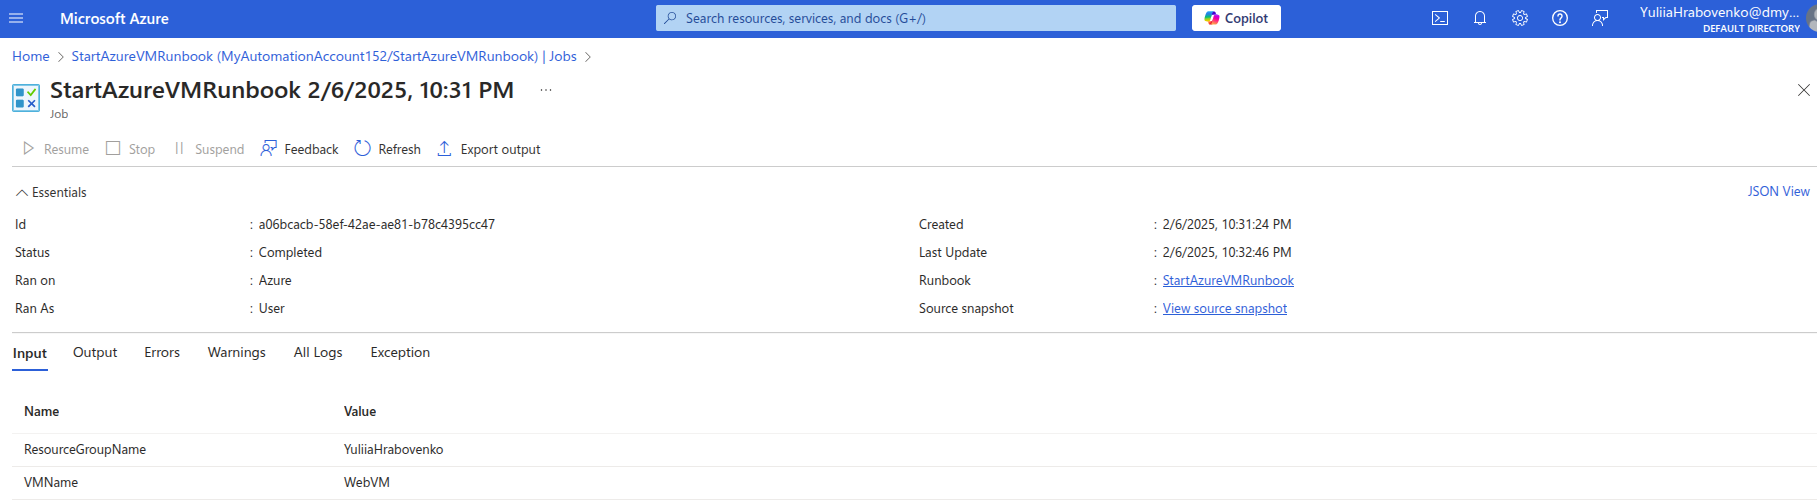 Microsoft Azure
Search resources, services, and docs (G+/)
Copilot
YuliiaHrabovenko@dmy...
DEFAULT DIRECTORY
Home > StartAzureVMRunbook (MyAutomationAccount152/StartAzureVMRunbook) | Jobs >
StartAzureVMRunbook 2/6/2025, 10:31 PM ...
Job
Resume Stop Suspend Feedback Refresh Export output
Essentials JSON View
Id : a06bcacb-58ef-42ae-ae81-b78c4395cc47 Created : 2/6/2025, 10:31:24 PM
Status : Completed Last Update : 2/6/2025, 10:32:46 PM
Ran on : Azure Runbook : StartAzureVMRunbook
Ran As : User Source snapshot : View source snapshot
Input Output Errors Warnings All Logs Exception
Name Value
ResourceGroupName YuliiaHrabovenko
VMName WebVM